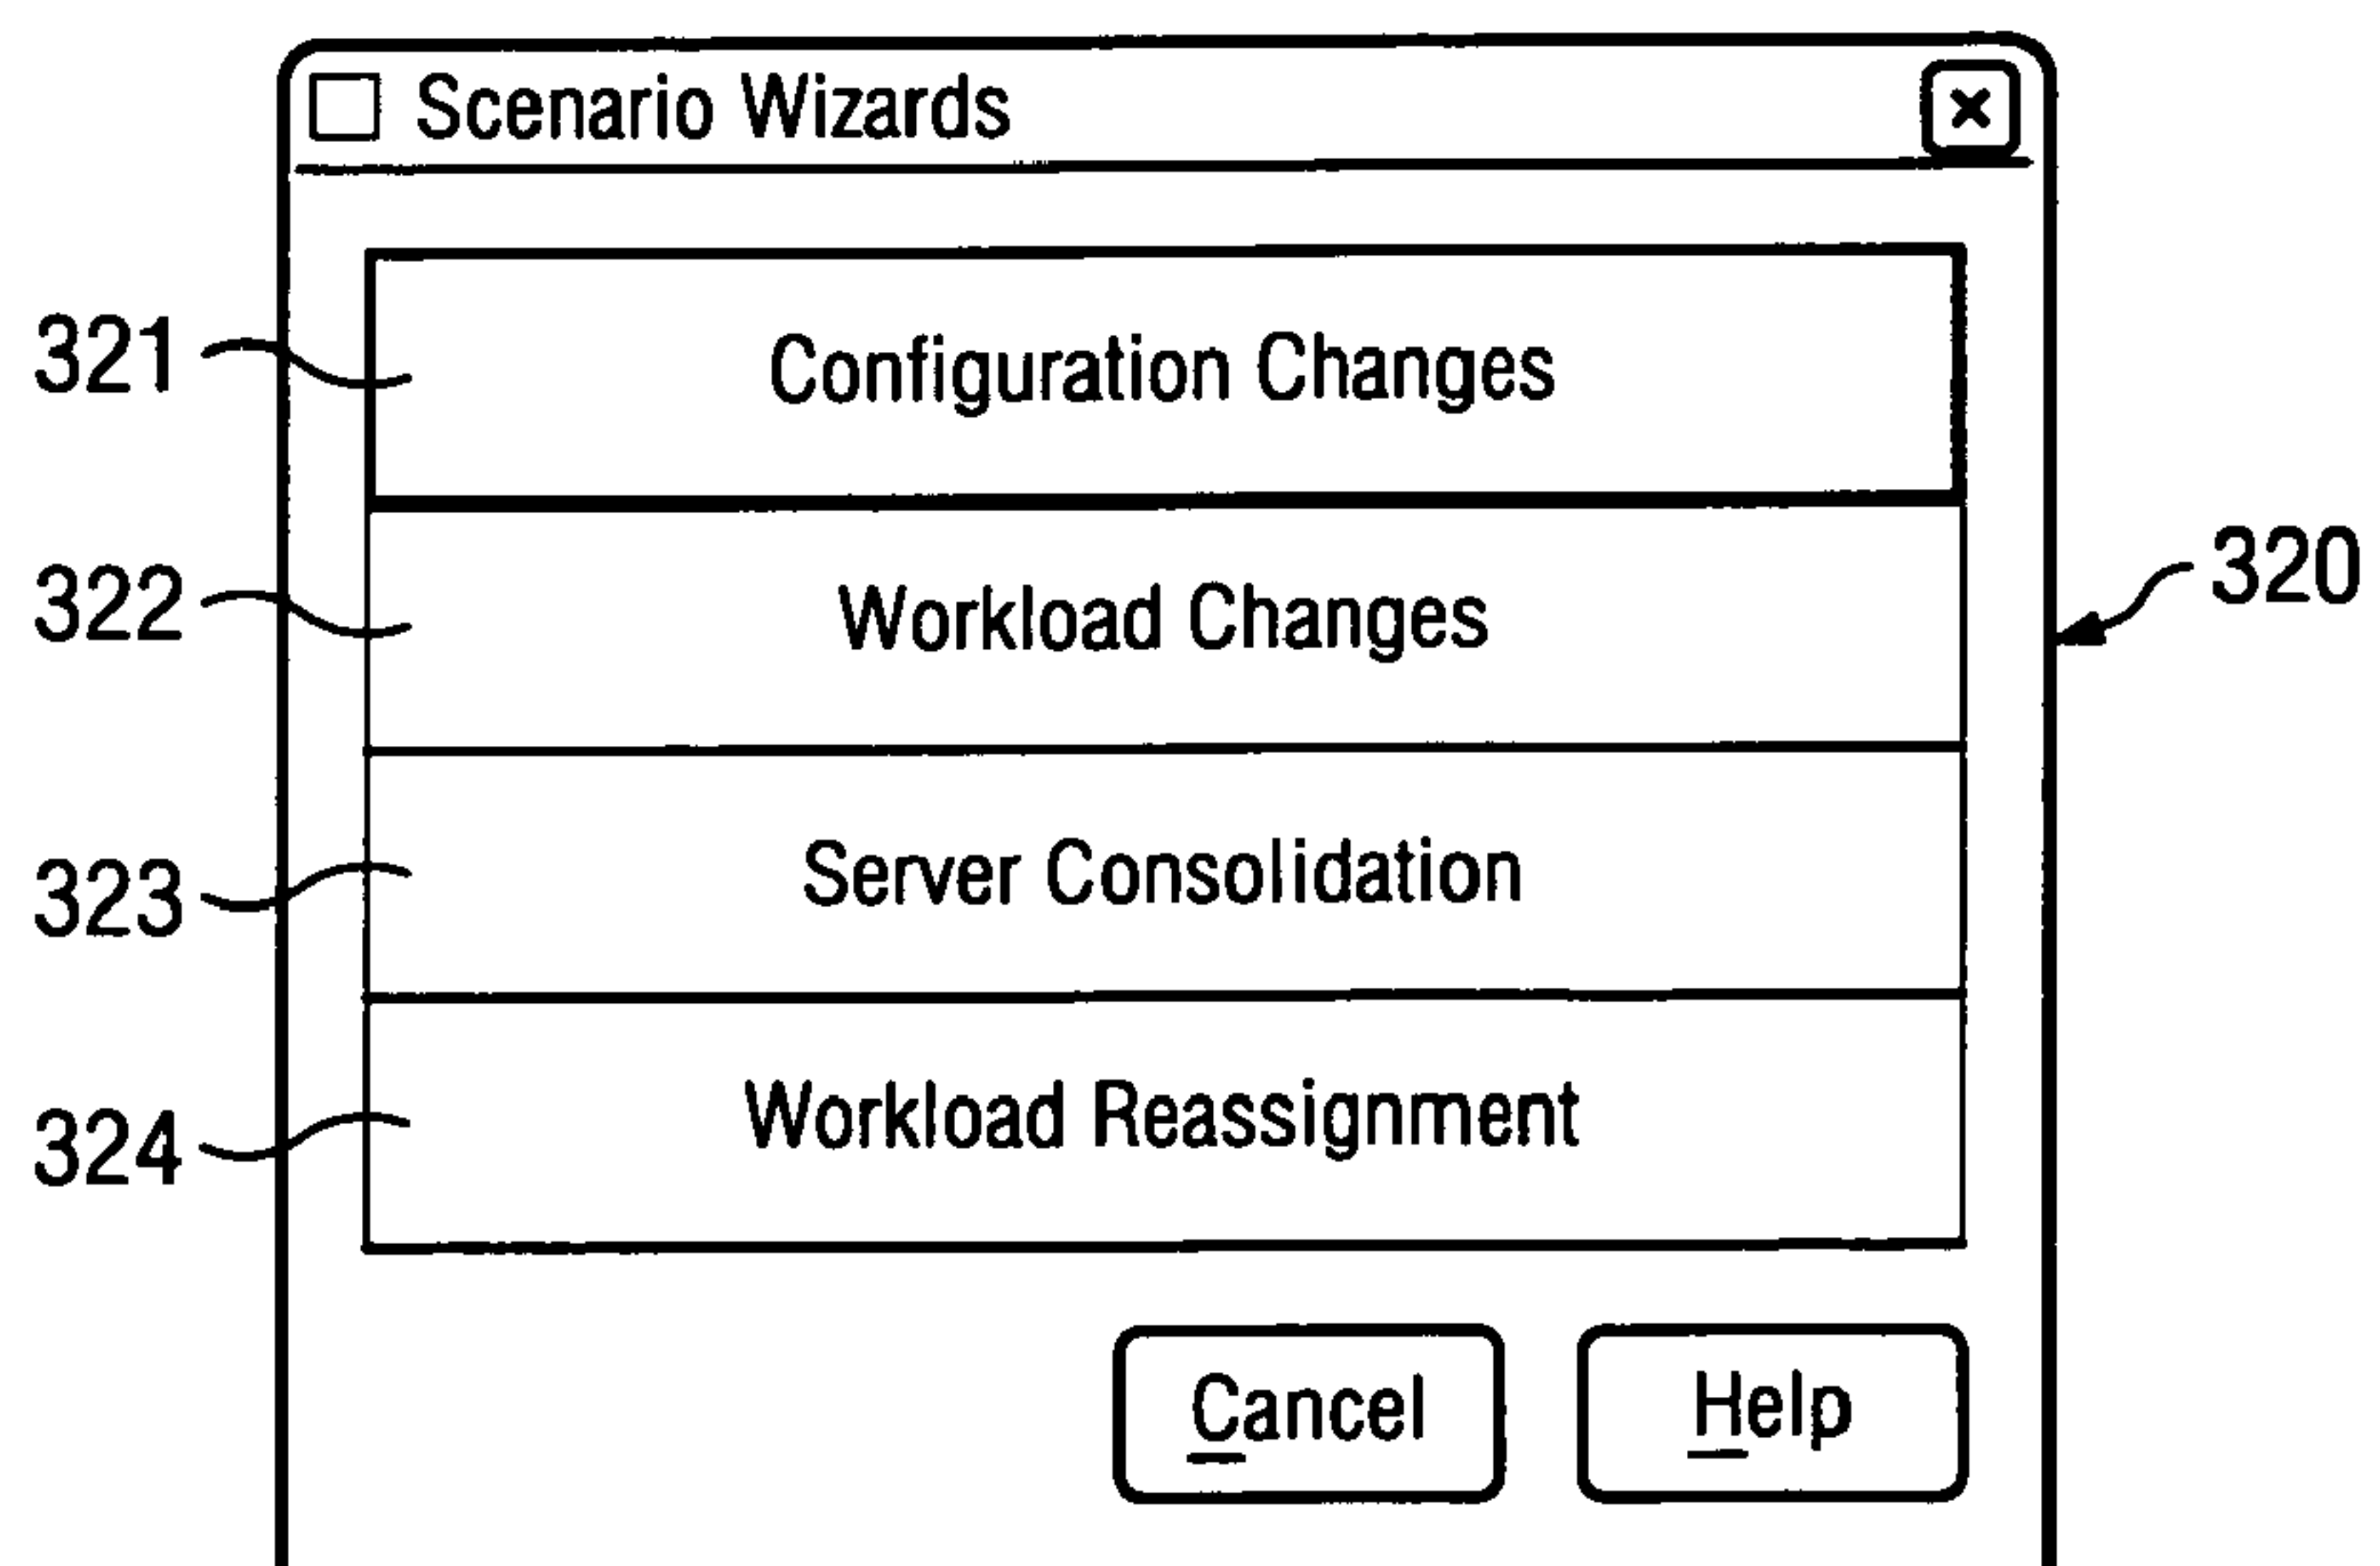 Scenario Wizards
321
Configuration Changes
322
Workload Changes
320
323
Server Consolidation
324
Workload Reassignment
Cancel
Help